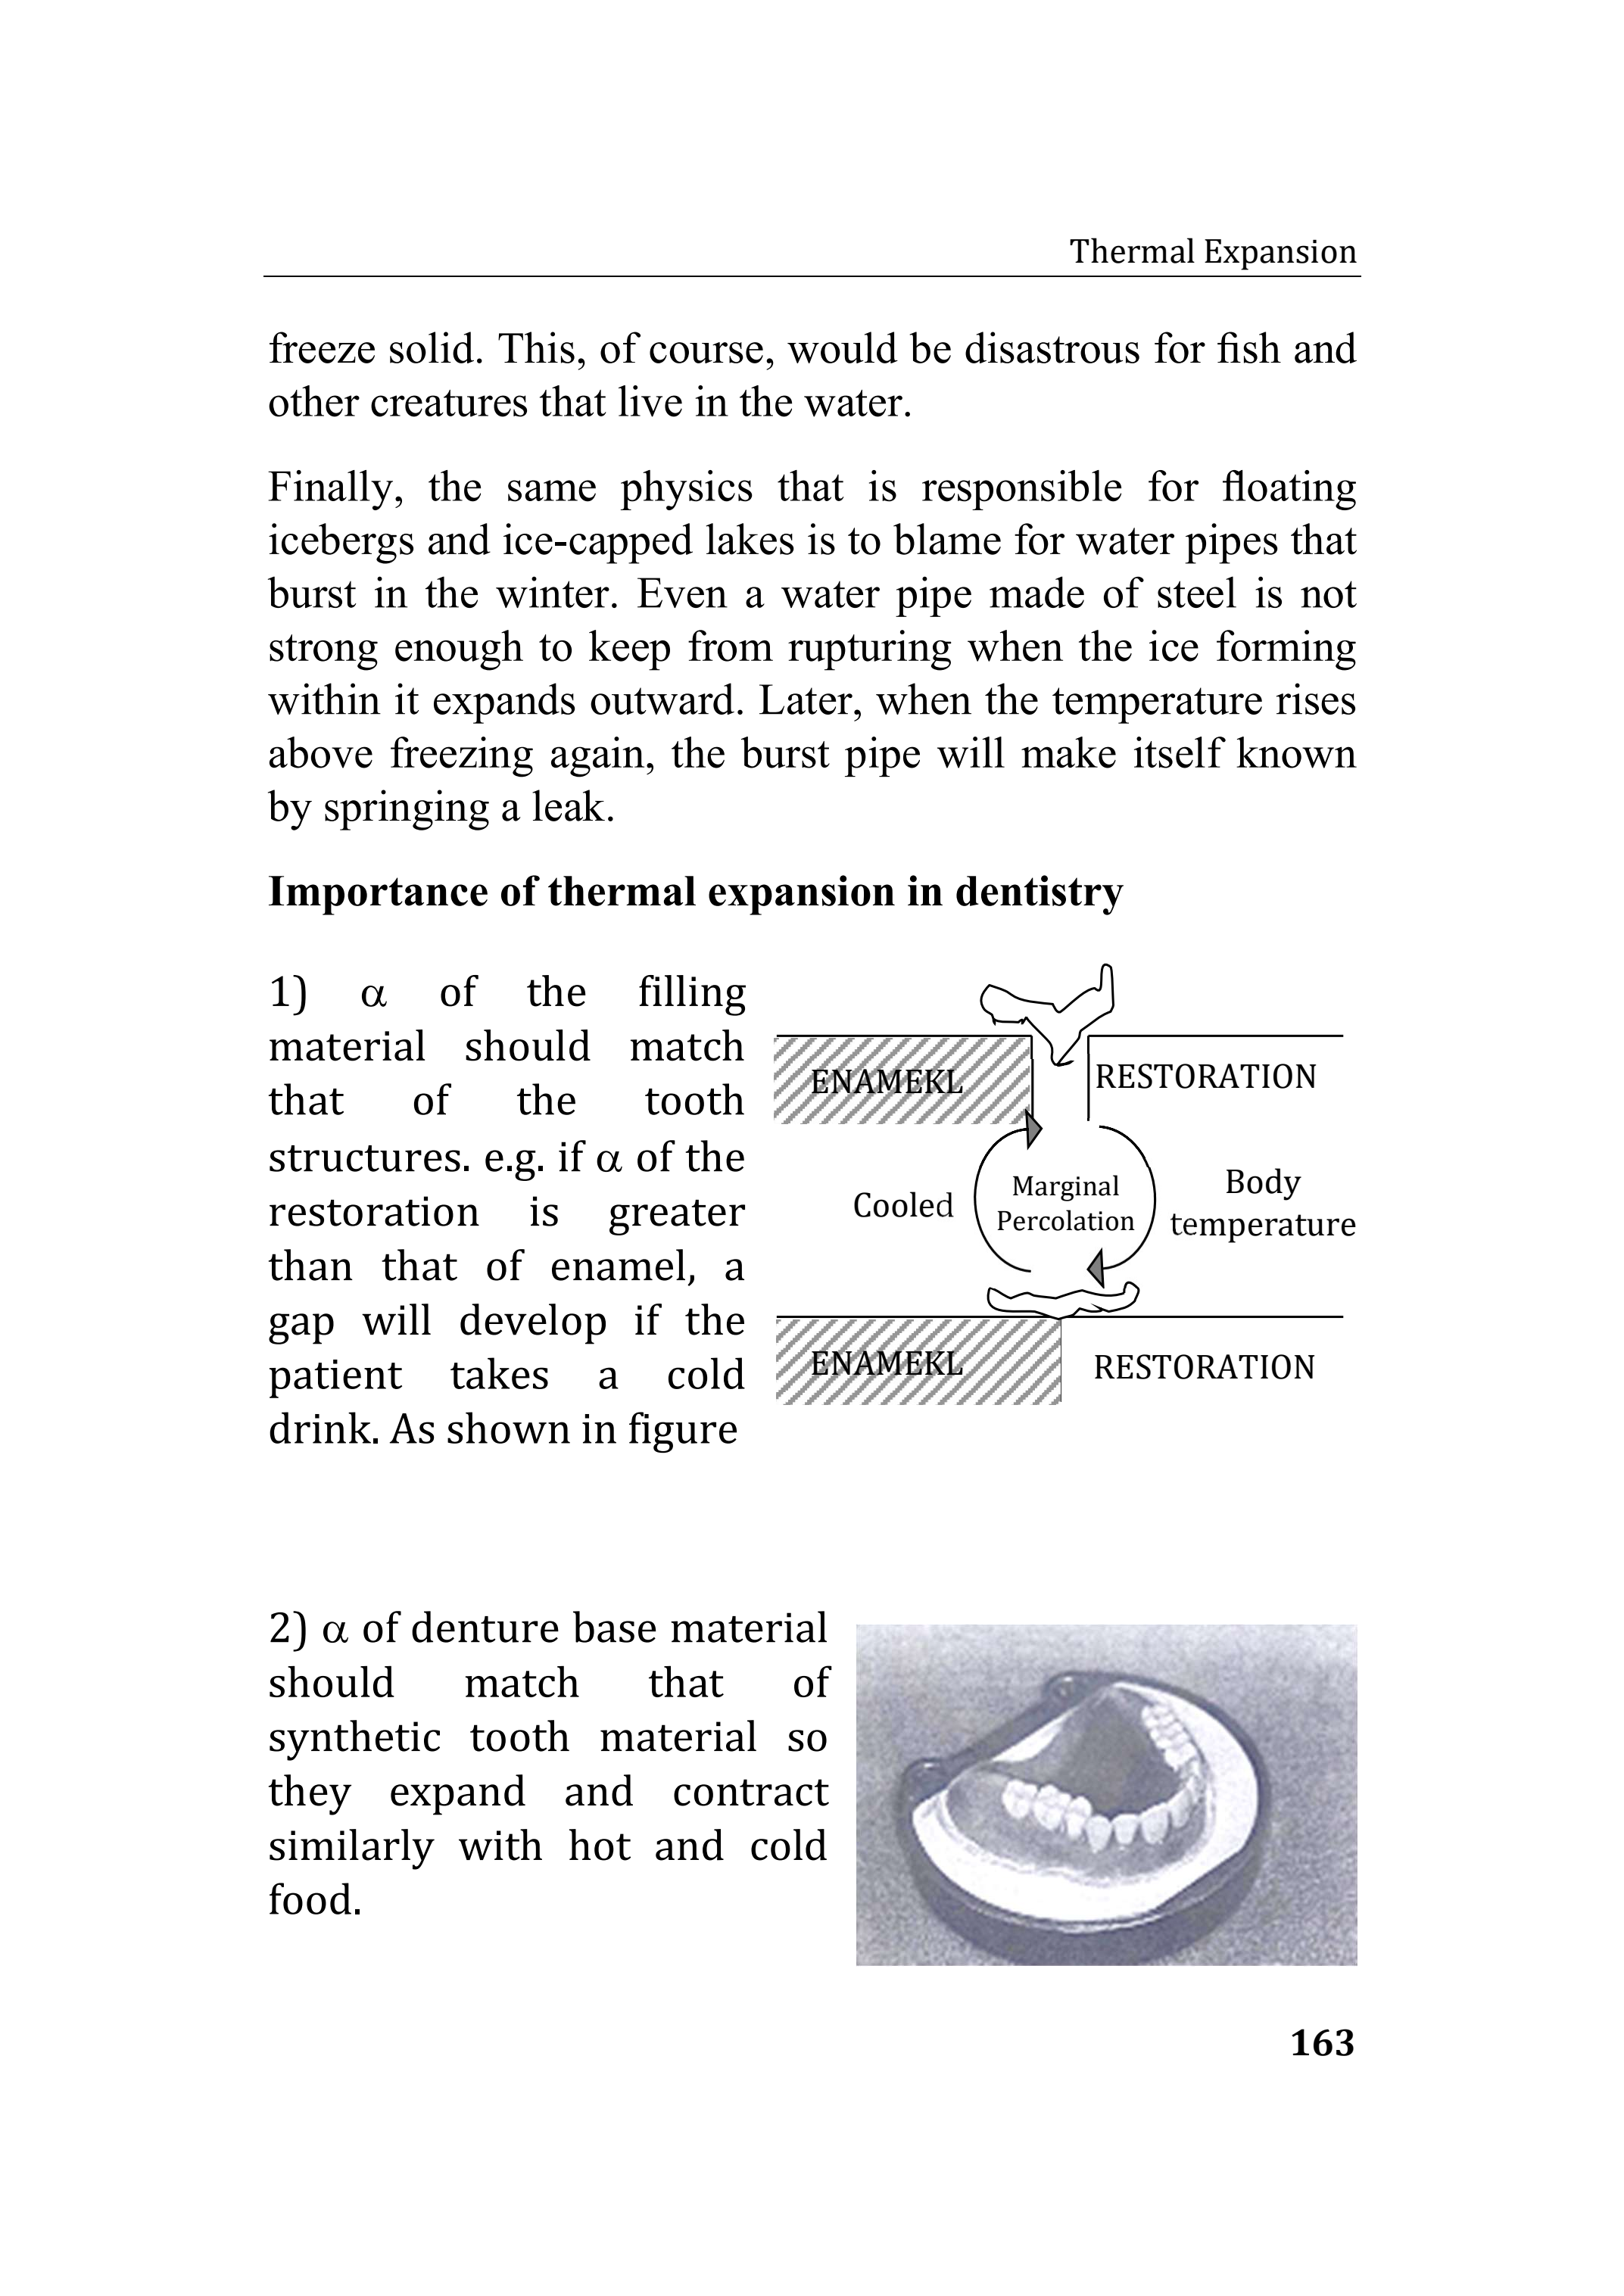 Thermal Expansion
freeze solid. This, of course, would be disastrous for fish and
other creatures that live in the water.
Finally, the same physics that is responsible for floating
icebergs and ice-capped lakes is to blame for water pipes that
burst in the winter. Even a water pipe made of steel is not
strong enough to keep from rupturing when the ice forming
within it expands outward. Later, when the temperature rises
above freezing again, the burst pipe will make itself known
by springing a leak.
Importance of thermal expansion in dentistry
1) α of the filling
material should match
that of the tooth
structures. e.g. if α of the
restoration is greater
than that of enamel, a
gap will develop if the
patient takes a cold
drink. As shown in figure
ENAMEKL
RESTORATION
Cooled
Marginal
Percolation
Body
temperature
ENAMEKL
RESTORATION
2) α of denture base material
should match that of
synthetic tooth material so
they expand and contract
similarly with hot and cold
food.
163